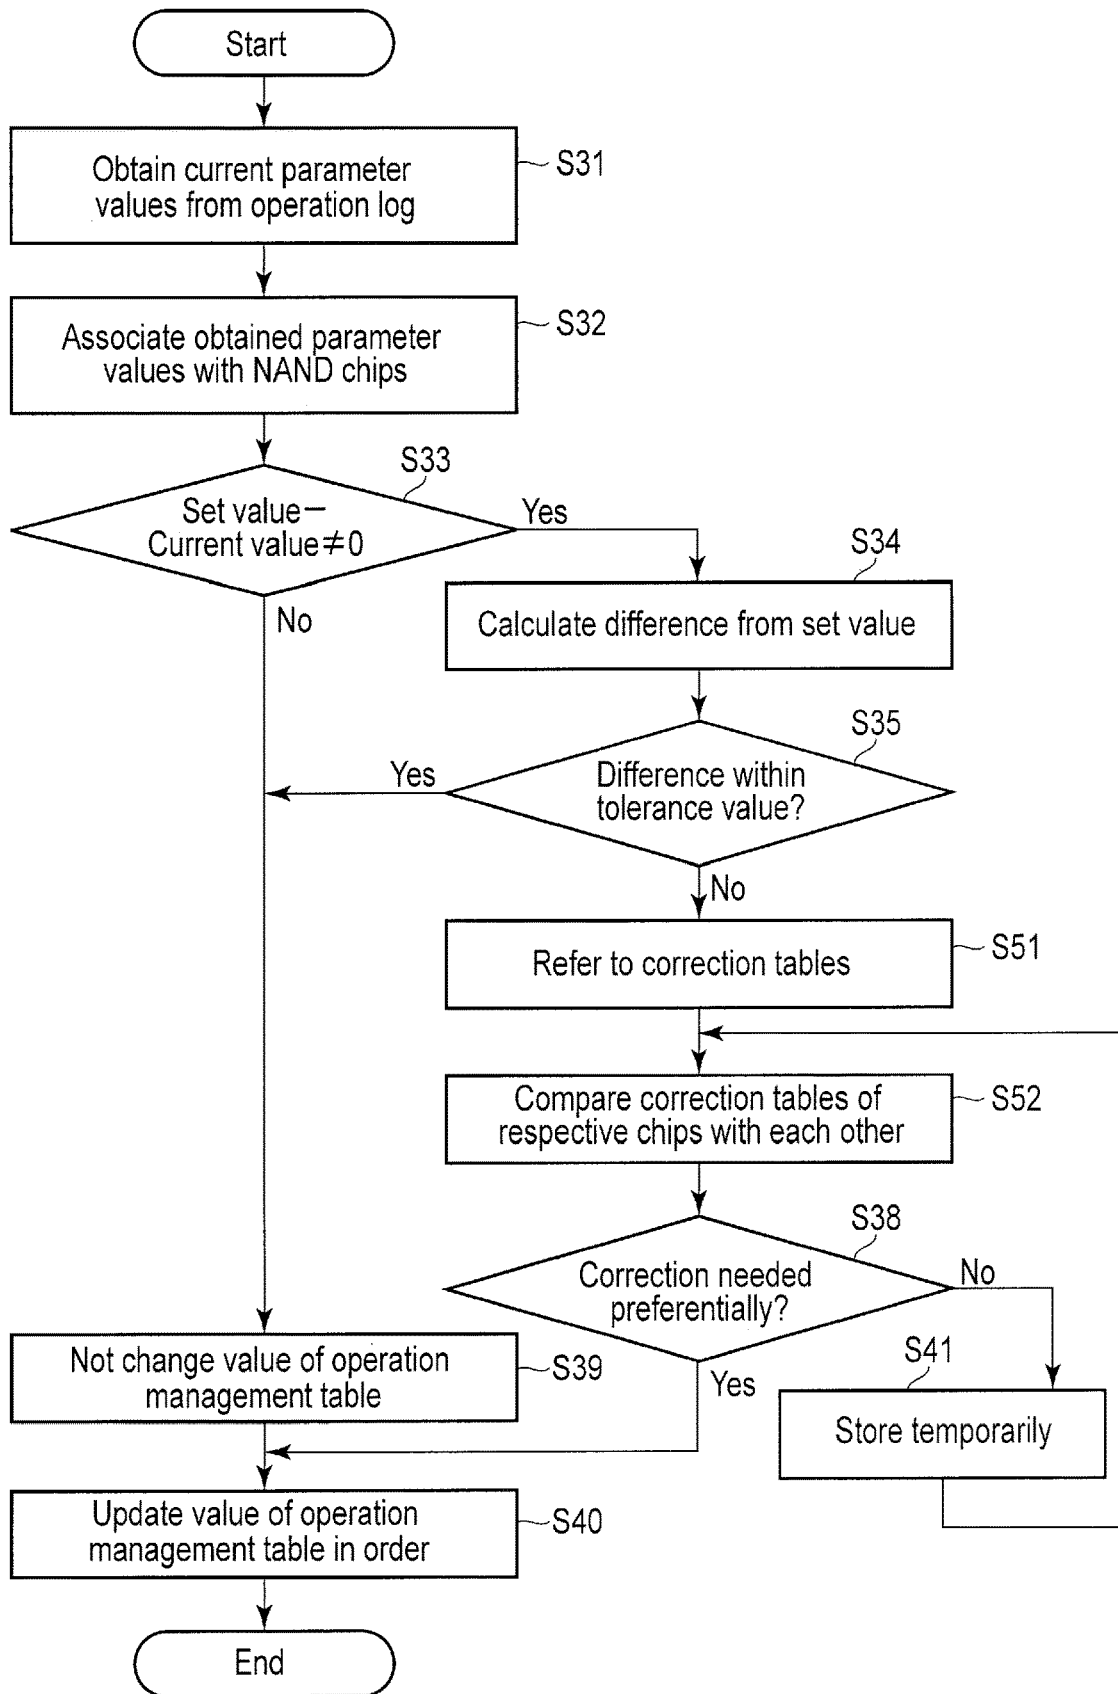 Start
Obtain current parameter
values from operation log
S31
Associate obtained parameter
values with NAND chips
S32
S33
Set value−
Current value≠0
Yes
No
S34
Calculate difference from set value
S35
Difference within
tolerance value?
Yes
No
Refer to correction tables
S51
Compare correction tables of
respective chips with each other
S52
S38
Correction needed
preferentially?
No
Yes
S41
Store temporarily
Not change value of operation
management table
S39
Update value of operation
management table in order
S40
End